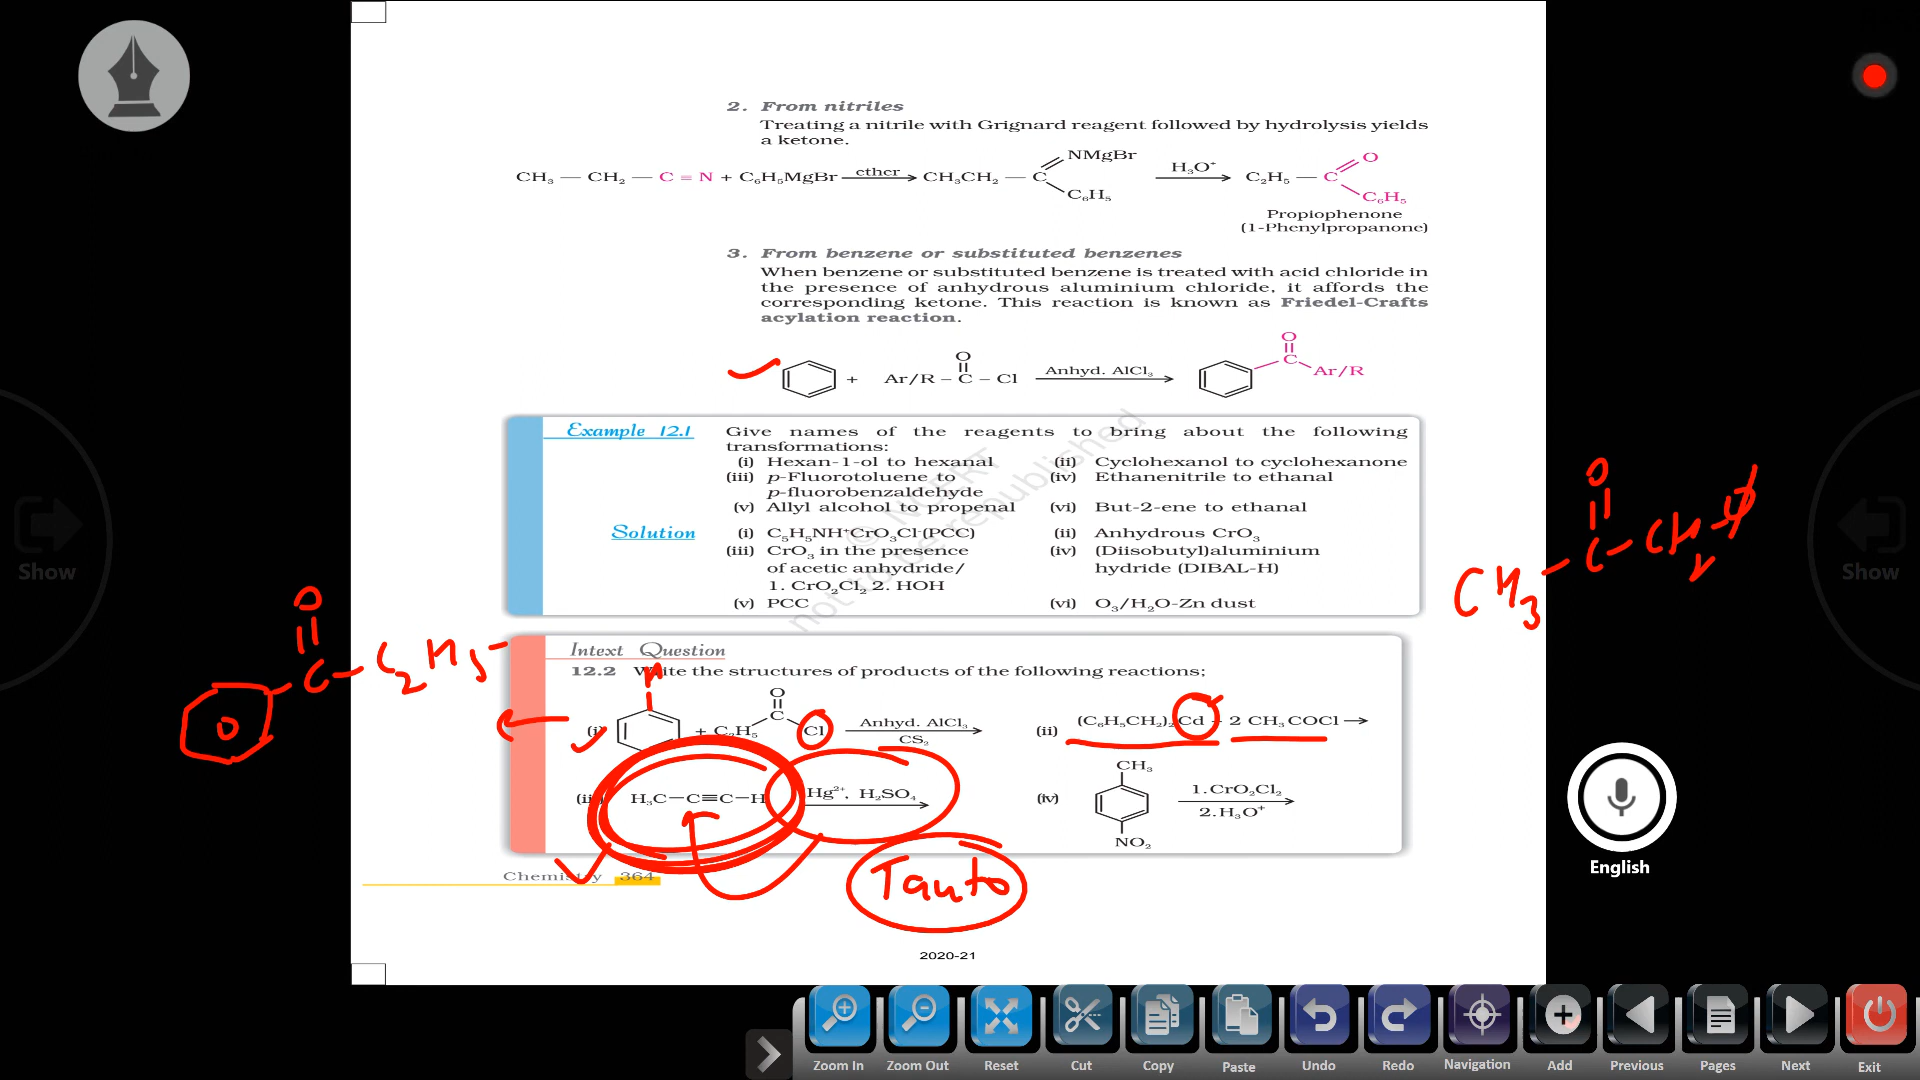 2. From nitriles
Treating a nitrile with Grignard reagent followed by hydrolysis yields
a ketone.
CH₃ — CH₂ — C ≡ N + C₆H₅MgBr ether → CH₃CH₂ — C NMgBr C₆H₅ H₃O⁺ → C₂H₅ — C O C₆H₅
Propiophenone
(1-Phenylpropanone)
3. From benzene or substituted benzenes
When benzene or substituted benzene is treated with acid chloride in
the presence of anhydrous aluminium chloride, it affords the
corresponding ketone. This reaction is known as Friedel-Crafts
acylation reaction.
+ Ar/R – C – Cl O Anhyd. AlCl₃ → O C Ar/R
Example 12.1
Give names of the reagents to bring about the following
transformations:
(i) Hexan-1-ol to hexanal (ii) Cyclohexanol to cyclohexanone
(iii) p-Fluorotoluene to (iv) Ethanenitrile to ethanal
p-fluorobenzaldehyde
(v) Allyl alcohol to propenal (vi) But-2-ene to ethanal
Solution
(i) C₅H₅NH⁺CrO₃Cl⁻(PCC) (ii) Anhydrous CrO₃
(iii) CrO₃ in the presence (iv) (Diisobutyl)aluminium
of acetic anhydride/ hydride (DIBAL-H)
1. CrO₂Cl₂ 2. HOH
(v) PCC (vi) O₃/H₂O-Zn dust
© NCERT
not to be republished
O
CH₃ – C – CH₂
O
C – C₂H₅
Intext Question
12.2 Write the structures of products of the following reactions;
H
(i) + C₂H₅ C O Cl Anhyd. AlCl₃ CS₂ → (ii) (C₆H₅CH₂)₂Cd + 2 CH₃COCl →
H₃C—C≡C—H Hg²⁺, H₂SO₄ → (iv) CH₃ NO₂ 1.CrO₂Cl₂ 2.H₃O⁺ →
Tauto
Chemistry 364
2020-21
Show
Show
English
Zoom In Zoom Out Reset Cut Copy Paste Undo Redo Navigation Add Previous Pages Next Exit